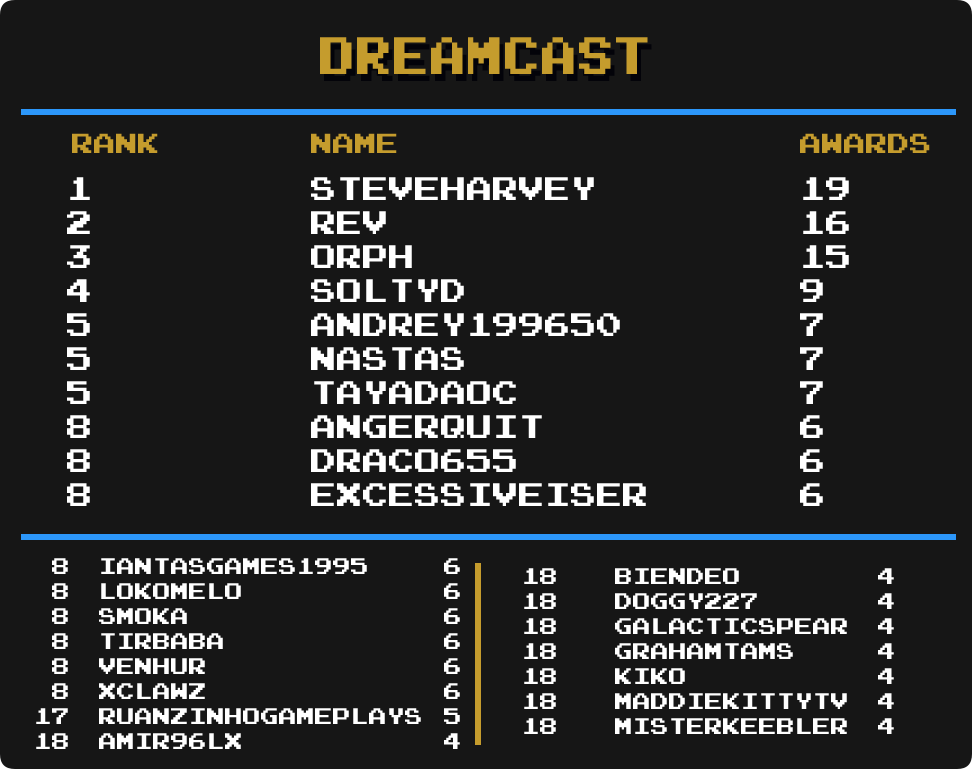 DREAMCAST
RANK NAME AWARDS
1 STEVEHARVEY 19
2 REV 16
3 ORPH 15
4 SOLTYD 9
5 ANDREY199650 7
5 NASTAS 7
5 TAYADAOC 7
8 ANGERQUIT 6
8 DRACO655 6
8 EXCESSIVEISER 6
8 IANTASGAMES1995 6
8 LOKOMELO 6
8 SMOKA 6
8 TIRBABA 6
8 VENHUR 6
8 XCLAWZ 6
17 RUANZINHOGAMEPLAYS 5
18 AMIR96LX 4
18 BIENDEO 4
18 DOGGY227 4
18 GALACTICSPEAR 4
18 GRAHAMTAMS 4
18 KIKO 4
18 MADDIEKITTYTV 4
18 MISTERKEEBLER 4